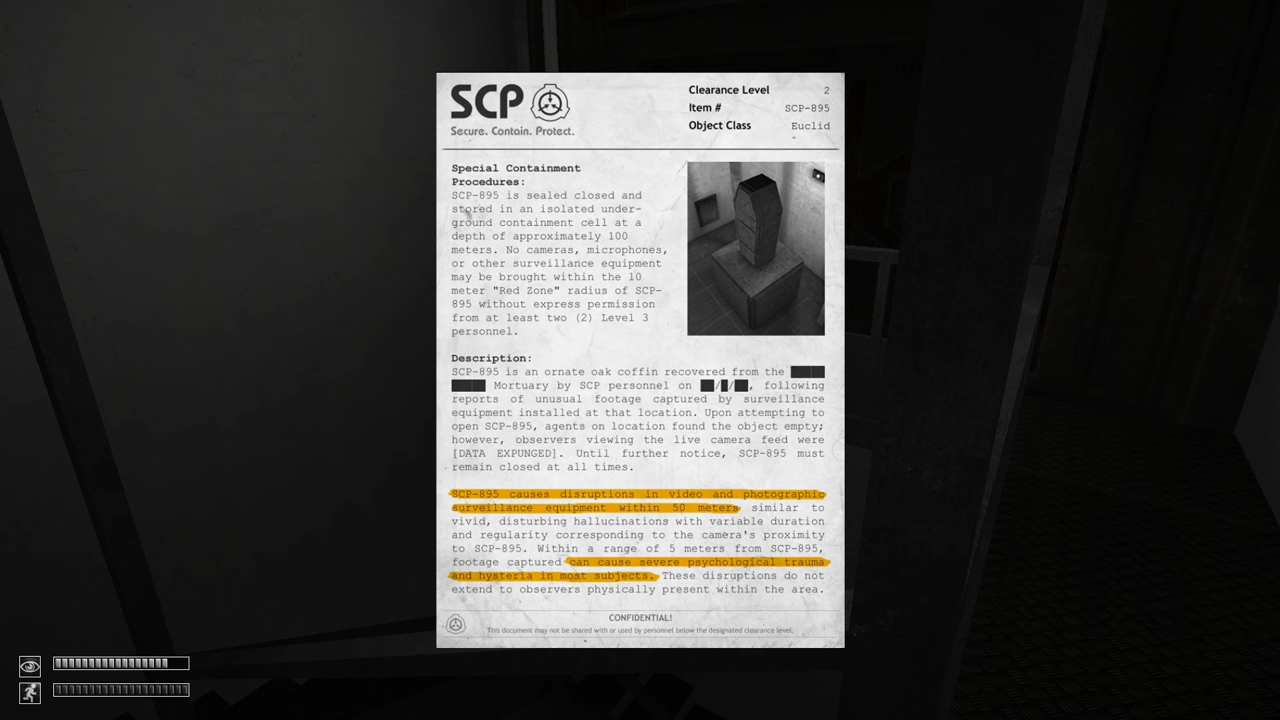 SCP
Secure. Contain. Protect.
Clearance Level 2
Item # SCP-895
Object Class Euclid
-
Special Containment
Procedures:
SCP-895 is sealed closed and
stored in an isolated under-
ground containment cell at a
depth of approximately 100
meters. No cameras, microphones,
or other surveillance equipment
may be brought within the 10
meter "Red Zone" radius of SCP-
895 without express permission
from at least two (2) Level 3
personnel.
Description:
SCP-895 is an ornate oak coffin recovered from the █████
█████ Mortuary by SCP personnel on ██/█/██, following
reports of unusual footage captured by surveillance
equipment installed at that location. Upon attempting to
open SCP-895, agents on location found the object empty;
however, observers viewing the live camera feed were
[DATA EXPUNGED]. Until further notice, SCP-895 must
remain closed at all times.
SCP-895 causes disruptions in video and photographic
surveillance equipment within 50 meters similar to
vivid, disturbing hallucinations with variable duration
and regularity corresponding to the camera's proximity
to SCP-895. Within a range of 5 meters from SCP-895,
footage captured can cause severe psychological trauma
and hysteria in most subjects. These disruptions do not
extend to observers physically present within the area.
CONFIDENTIAL!
This document may not be shared with or used by personnel below the designated clearance level.